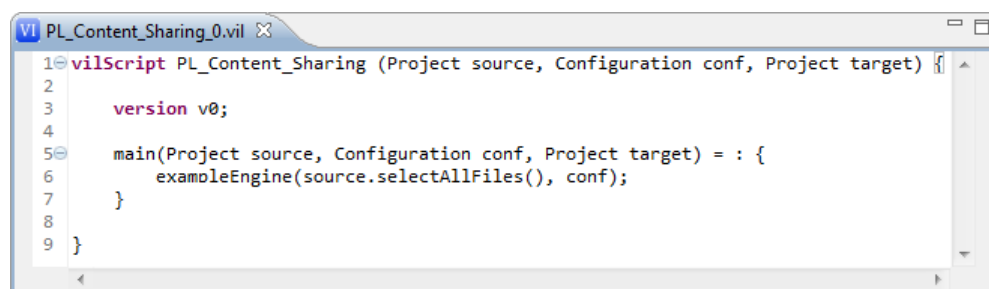 VI PL_Content_Sharing_0.vil
1 vilScript PL_Content_Sharing (Project source, Configuration conf, Project target) {
2
3 version v0;
4
5 main(Project source, Configuration conf, Project target) = : {
6 exampleEngine(source.selectAllFiles(), conf);
7 }
8
9 }